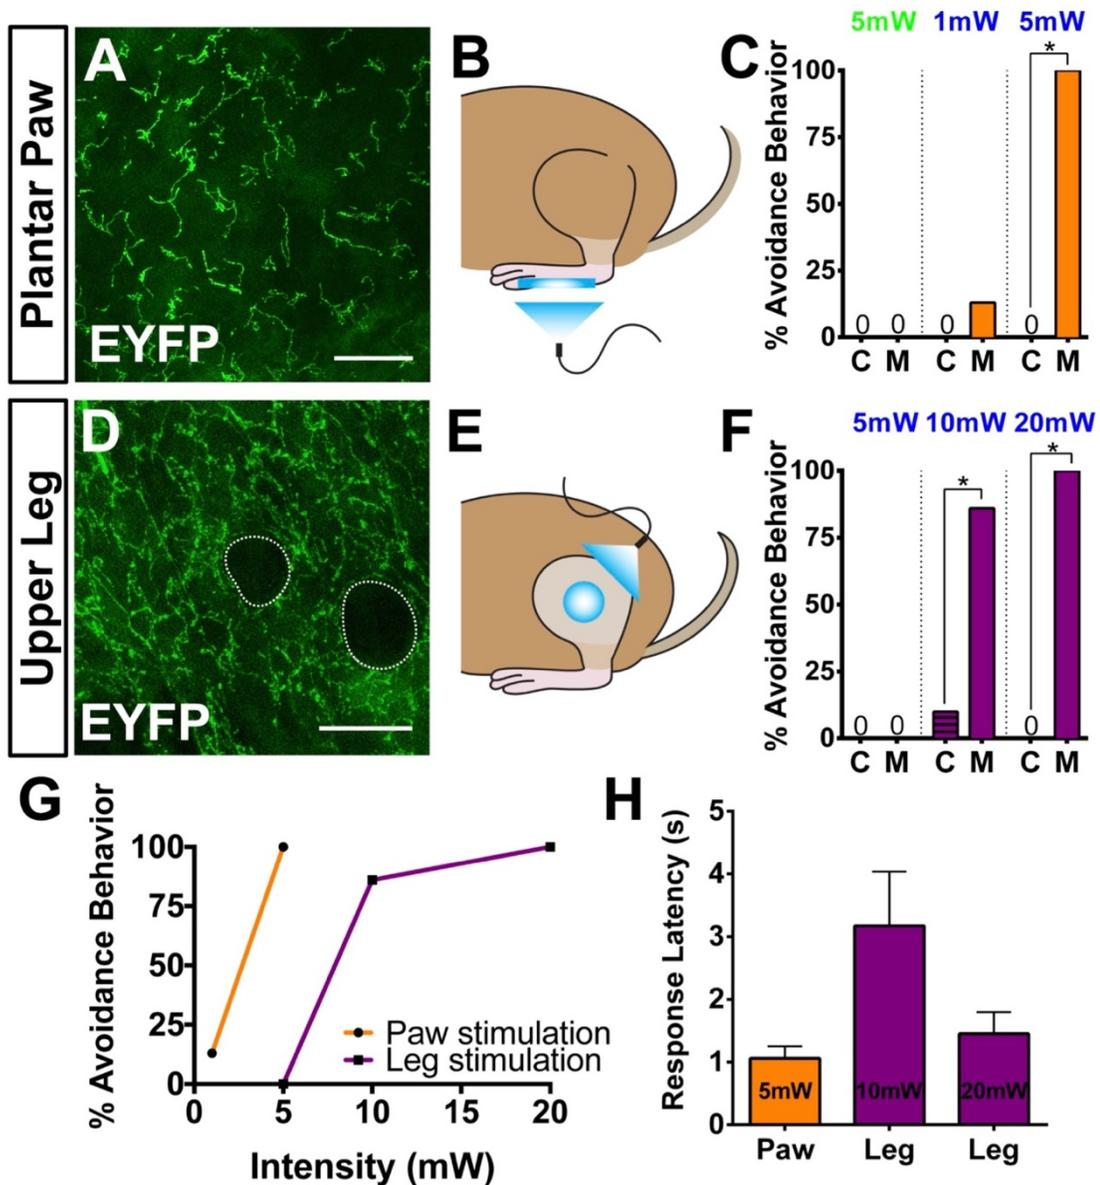 Plantar Paw
A
EYFP
B
C
5mW 1mW 5mW
% Avoidance Behavior
100
75
50
25
0
0 0 0 0
*
C M C M C M
Upper Leg
D
EYFP
E
F
5mW 10mW 20mW
% Avoidance Behavior
100
75
50
25
0
0 0 0
* *
C M C M C M
G
% Avoidance Behavior
100
75
50
25
0
0 5 10 15 20
Intensity (mW)
Paw stimulation
Leg stimulation
H
Response Latency (s)
5
4
3
2
1
0
5mW 10mW 20mW
Paw Leg Leg